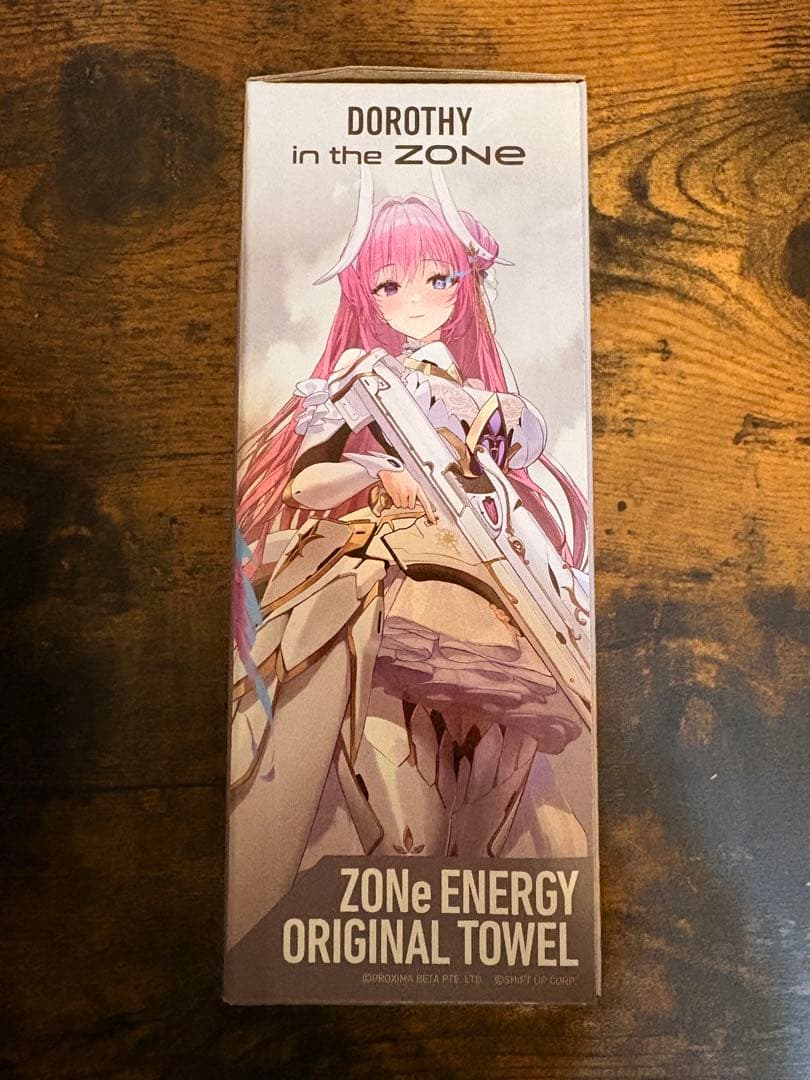 DOROTHY
in the ZONe
ZONe ENERGY
ORIGINAL TOWEL
©PROXIMA BETA PTE. LTD. ©SHIFT UP CORP.